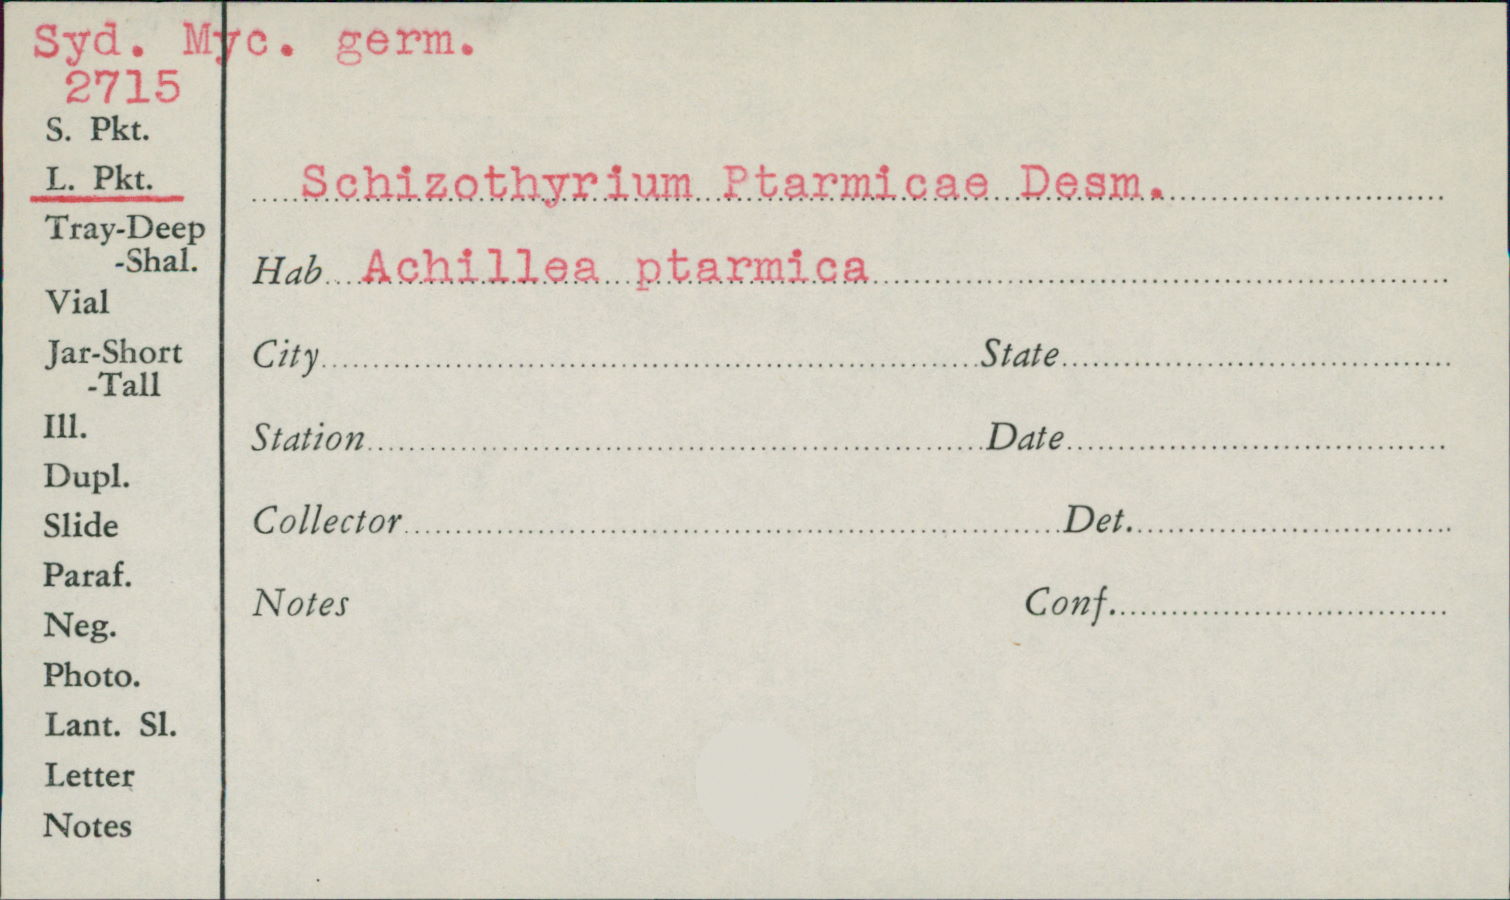 Syd. Myc. germ.
2715
S. Pkt.
L. Pkt.
Tray-Deep
-Shal.
Vial
Jar-Short
-Tall
Ill.
Dupl.
Slide
Paraf.
Neg.
Photo.
Lant. Sl.
Letter
Notes
Schizothyrium Ptarmicae Desm.
Hab Achillea ptarmica
City State
Station Date
Collector Det.
Notes Conf.